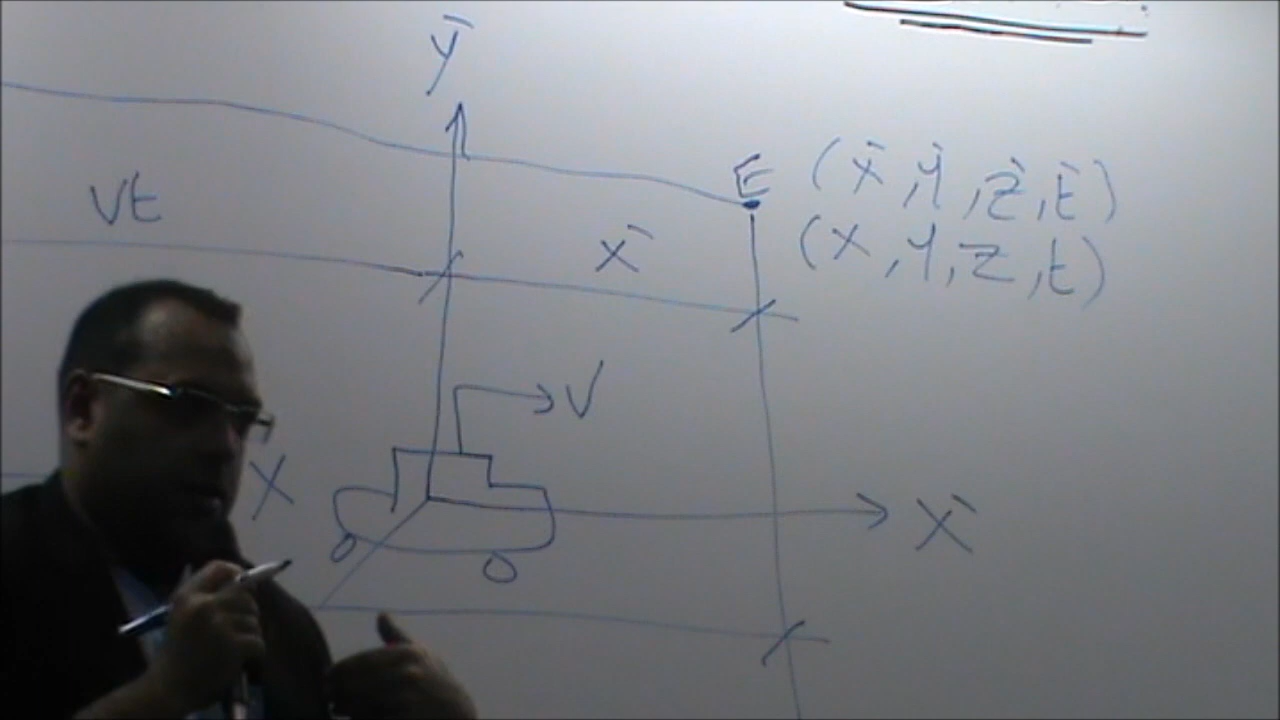 ȳ
E (x̄, ȳ, z̄, t̄)
(x, y, z, t)
Vt
x̄
V
X
x̄